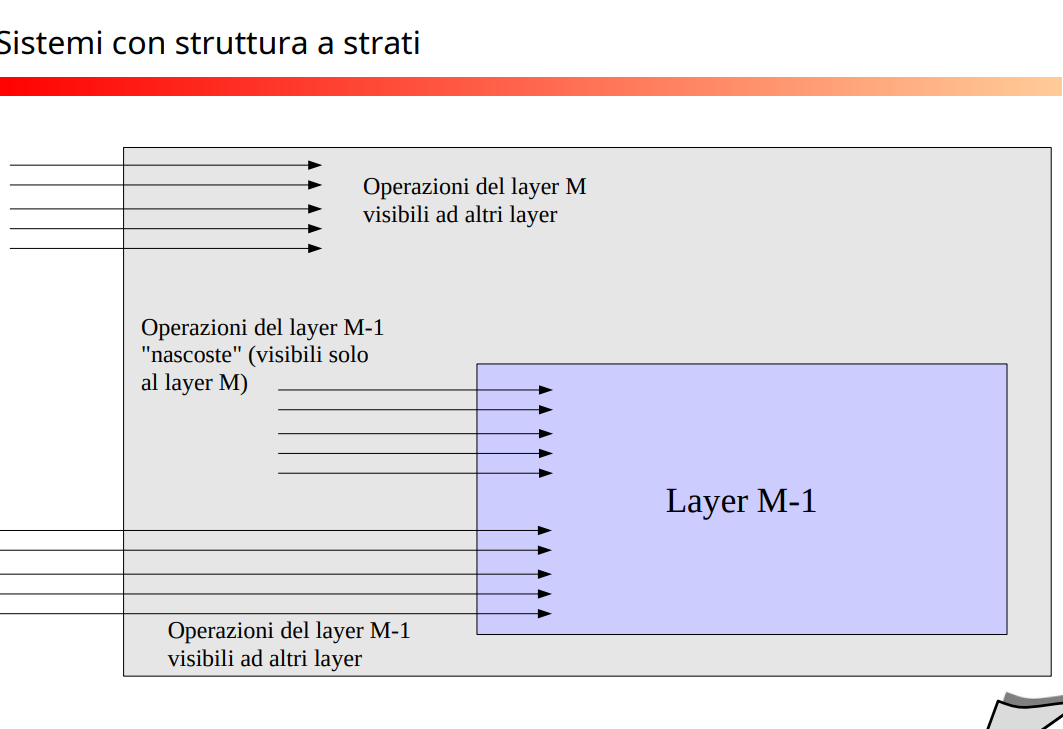 Sistemi con struttura a strati
Operazioni del layer M
visibili ad altri layer
Operazioni del layer M-1
"nascoste" (visibili solo
al layer M)
Layer M-1
Operazioni del layer M-1
visibili ad altri layer